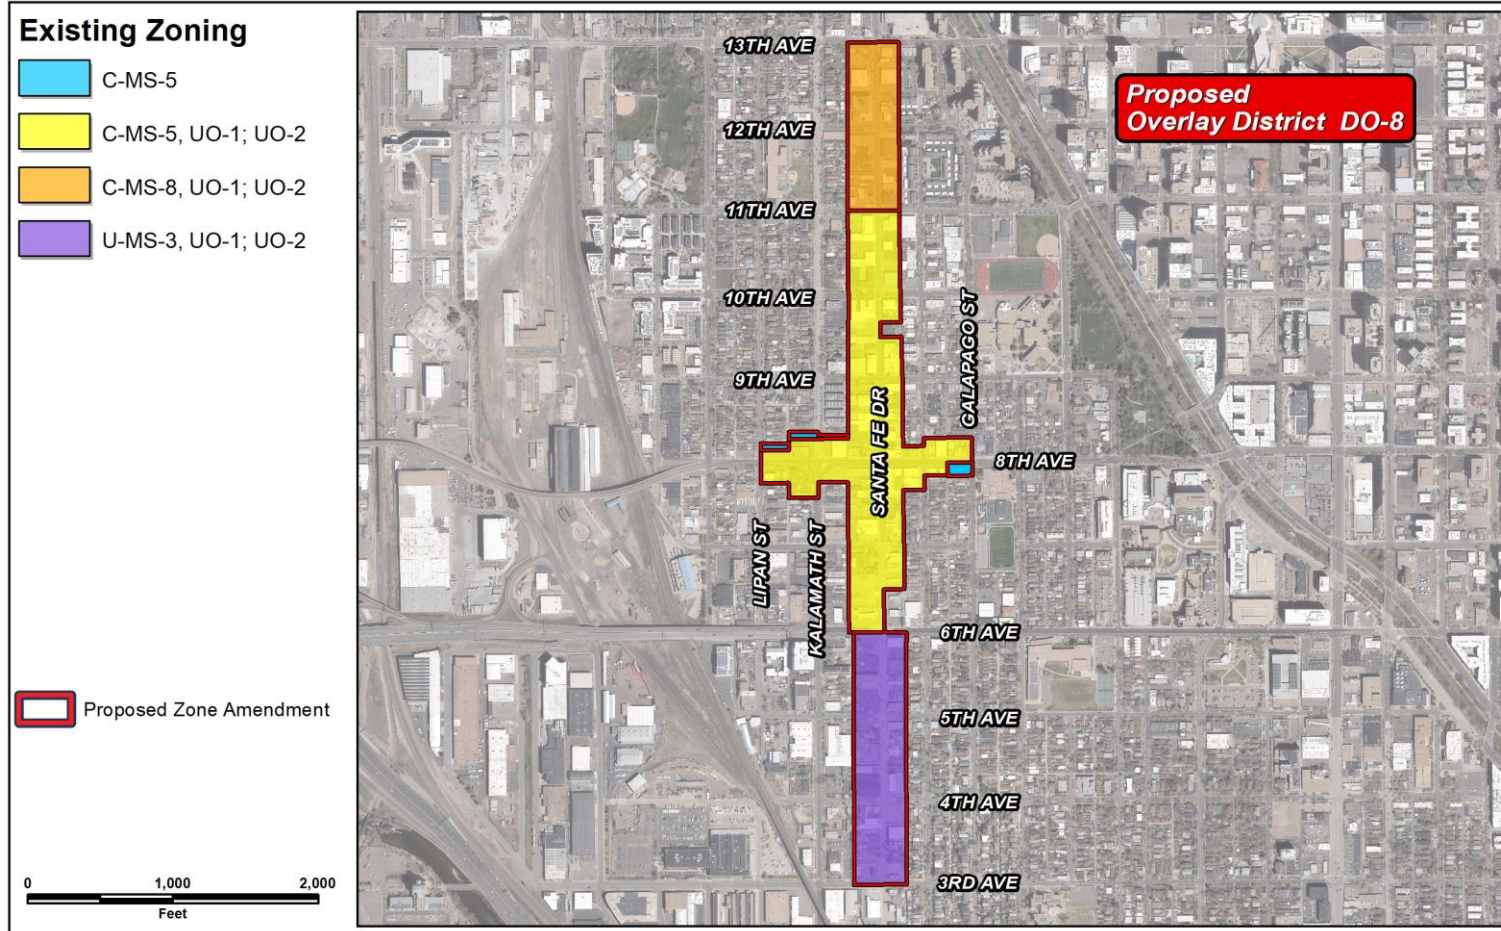 Existing Zoning
C-MS-5
C-MS-5, UO-1; UO-2
C-MS-8, UO-1; UO-2
U-MS-3, UO-1; UO-2
Proposed Zone Amendment
0 1,000 2,000
Feet
Proposed
Overlay District DO-8
13TH AVE
12TH AVE
11TH AVE
10TH AVE
9TH AVE
GALAPAGO ST
SANTA FE DR
8TH AVE
LIPAN ST
KALAMATH ST
6TH AVE
5TH AVE
4TH AVE
3RD AVE